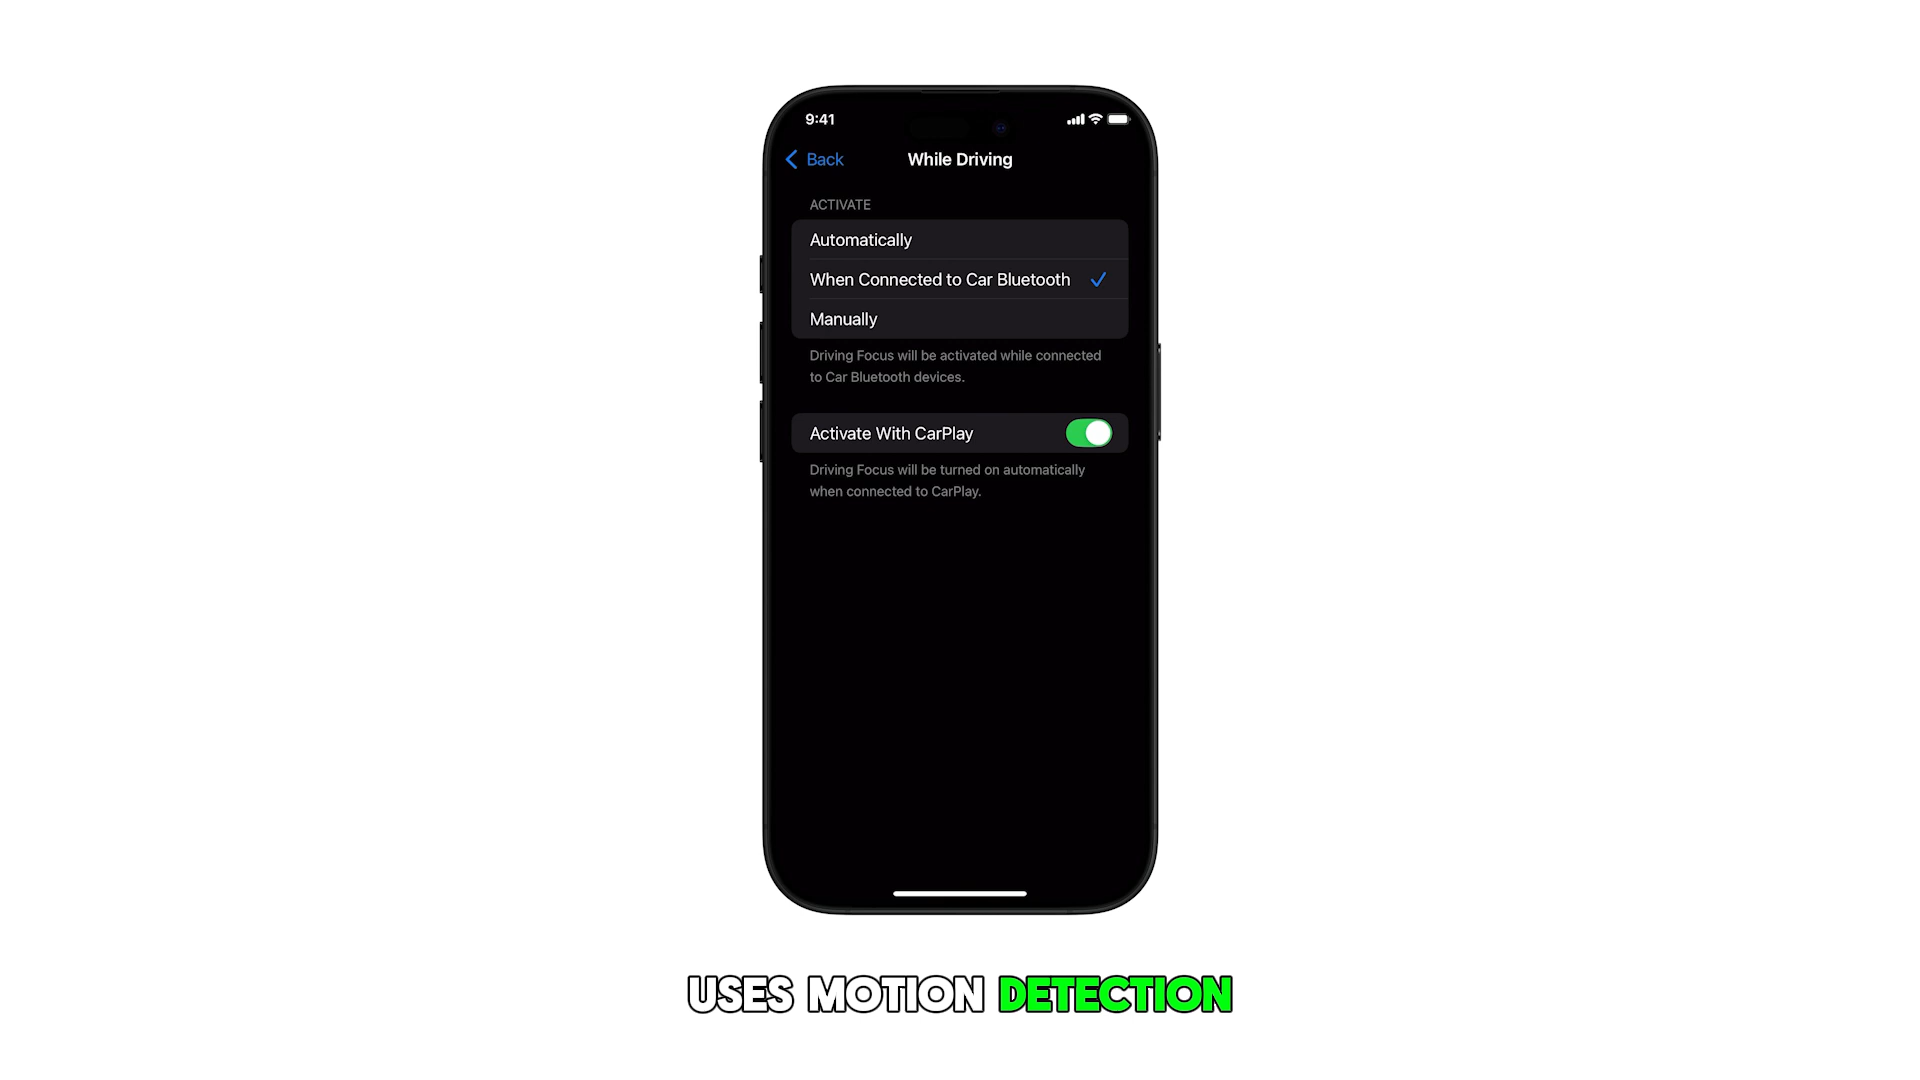 9:41
Back
While Driving
ACTIVATE
Automatically
When Connected to Car Bluetooth
Manually
Driving Focus will be activated while connected
to Car Bluetooth devices.
Activate With CarPlay
Driving Focus will be turned on automatically
when connected to CarPlay.
USES MOTION DETECTION